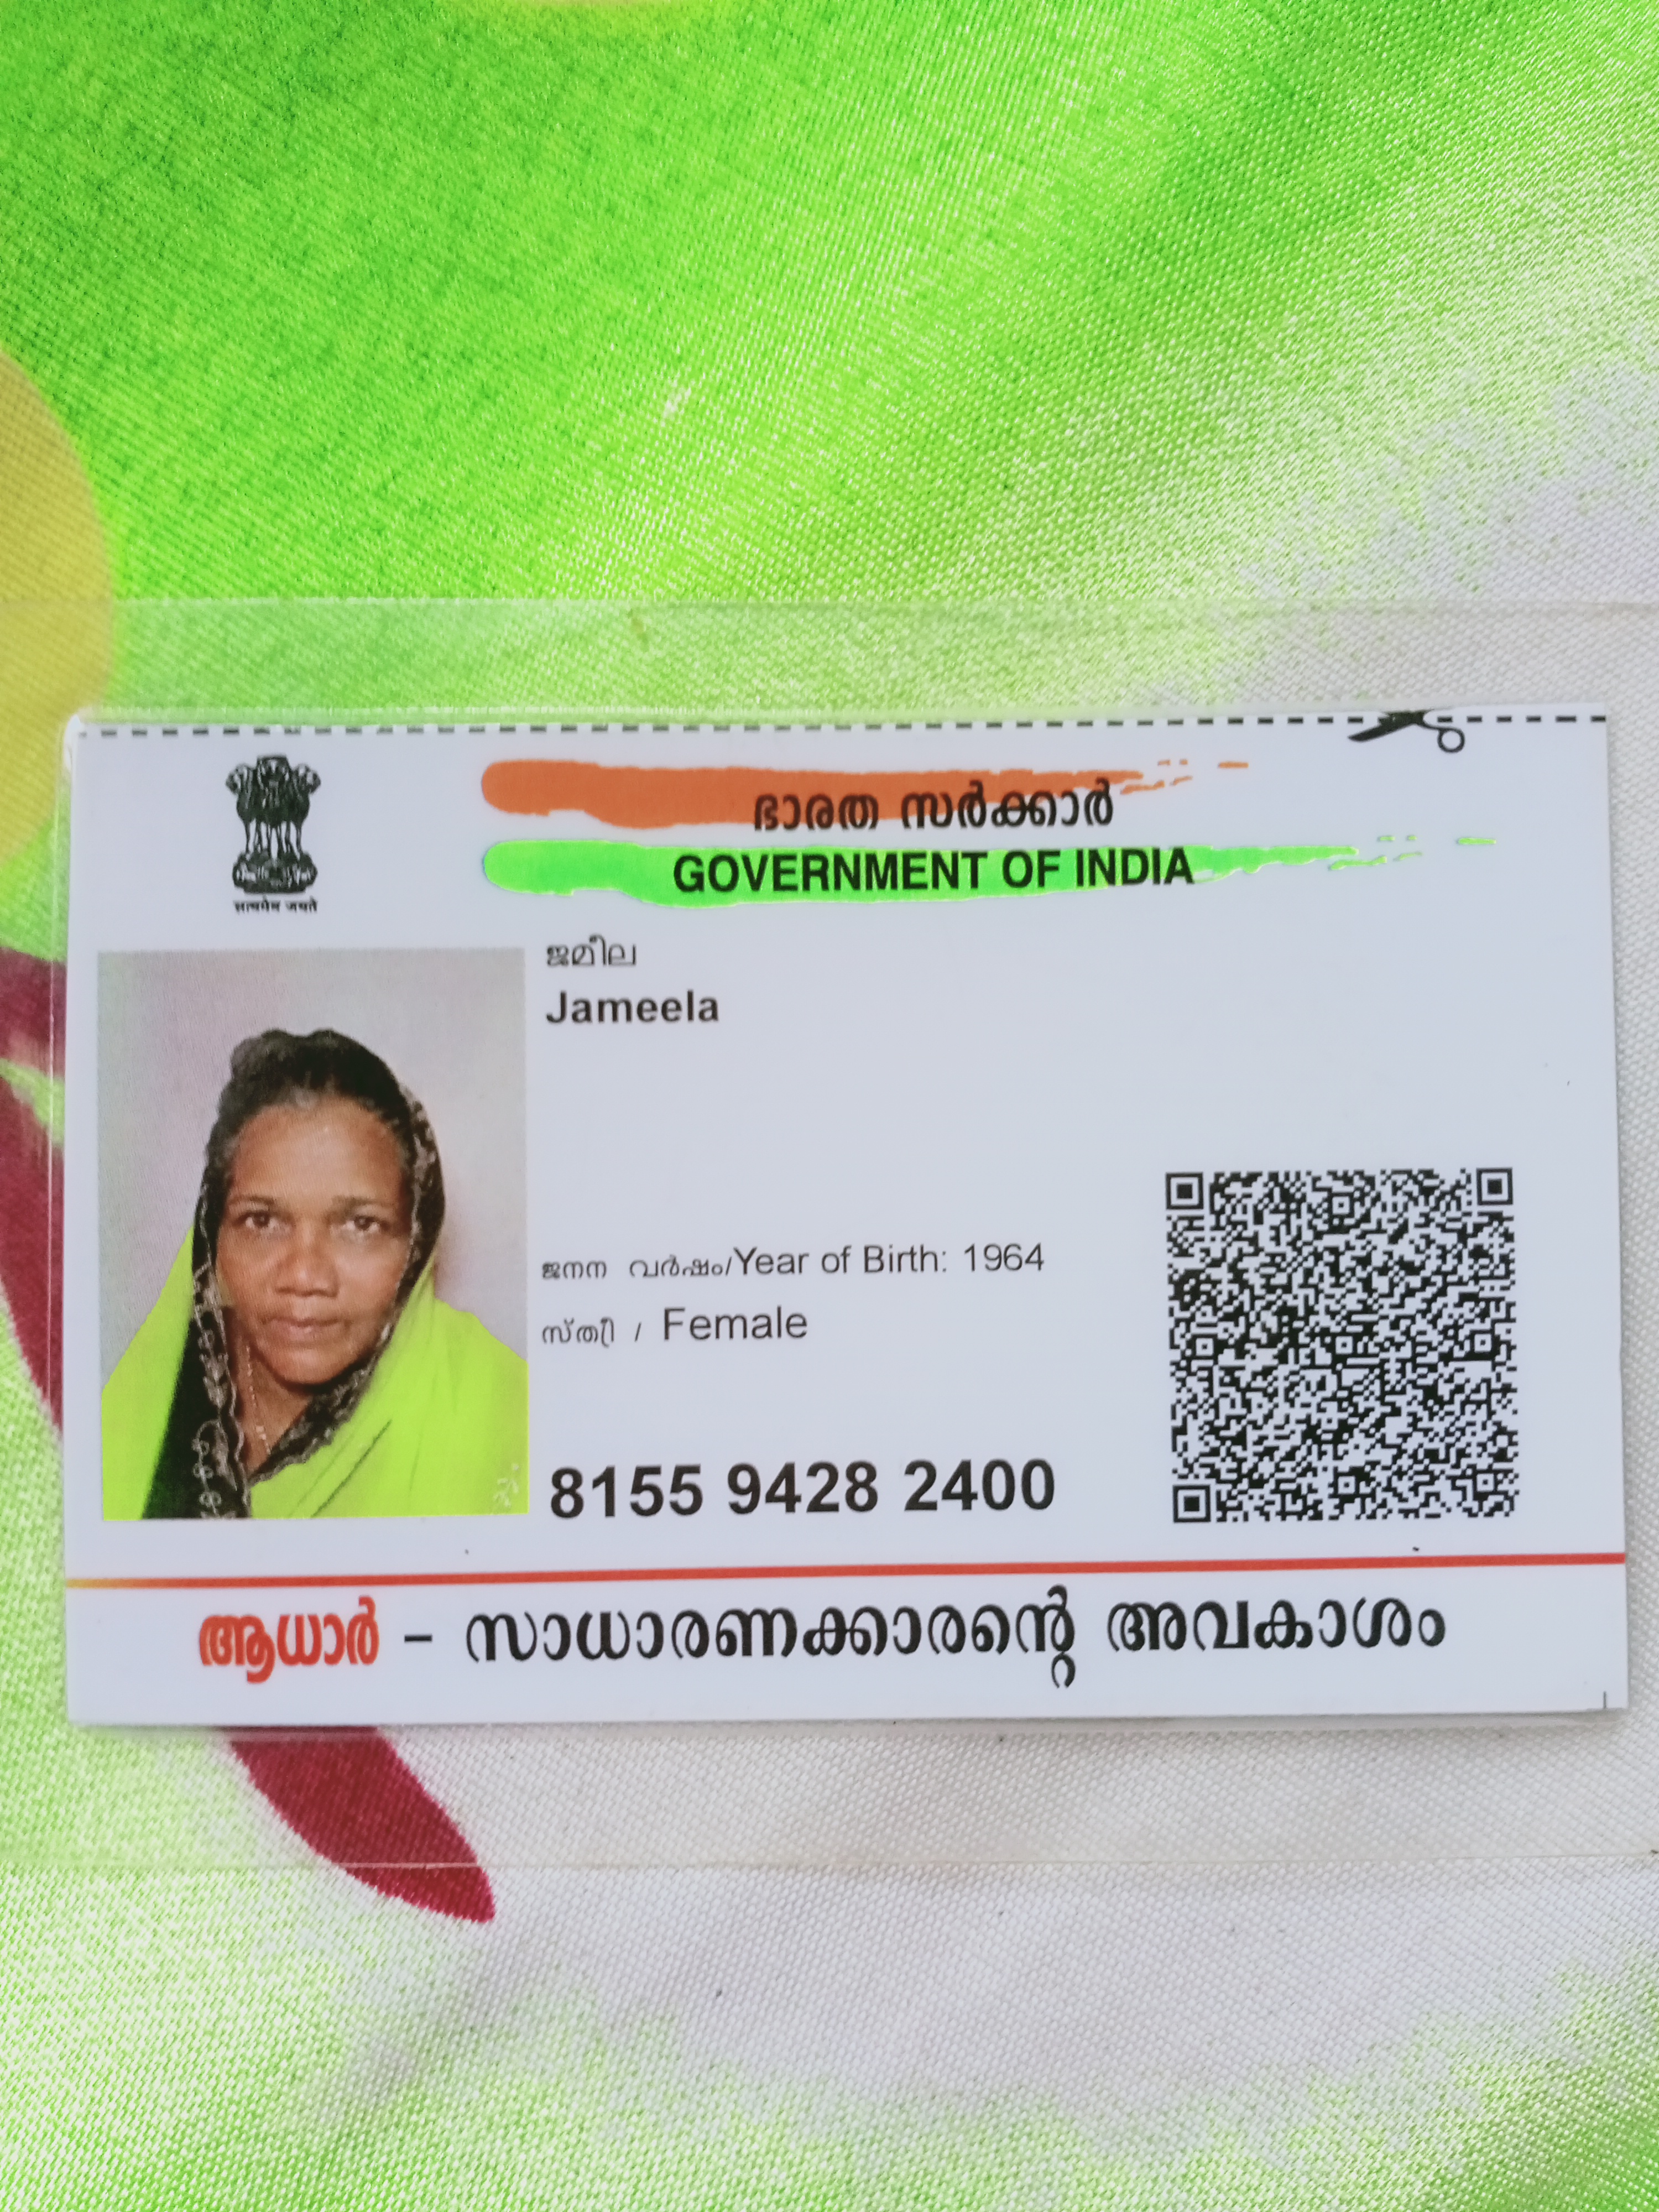 सत्यमेव जयते
ഭാരത സർക്കാർ
GOVERNMENT OF INDIA
ജമീല
Jameela
ജനന വർഷം/Year of Birth: 1964
സ്ത്രീ / Female
8155 9428 2400
ആധാർ – സാധാരണക്കാരന്റെ അവകാശം